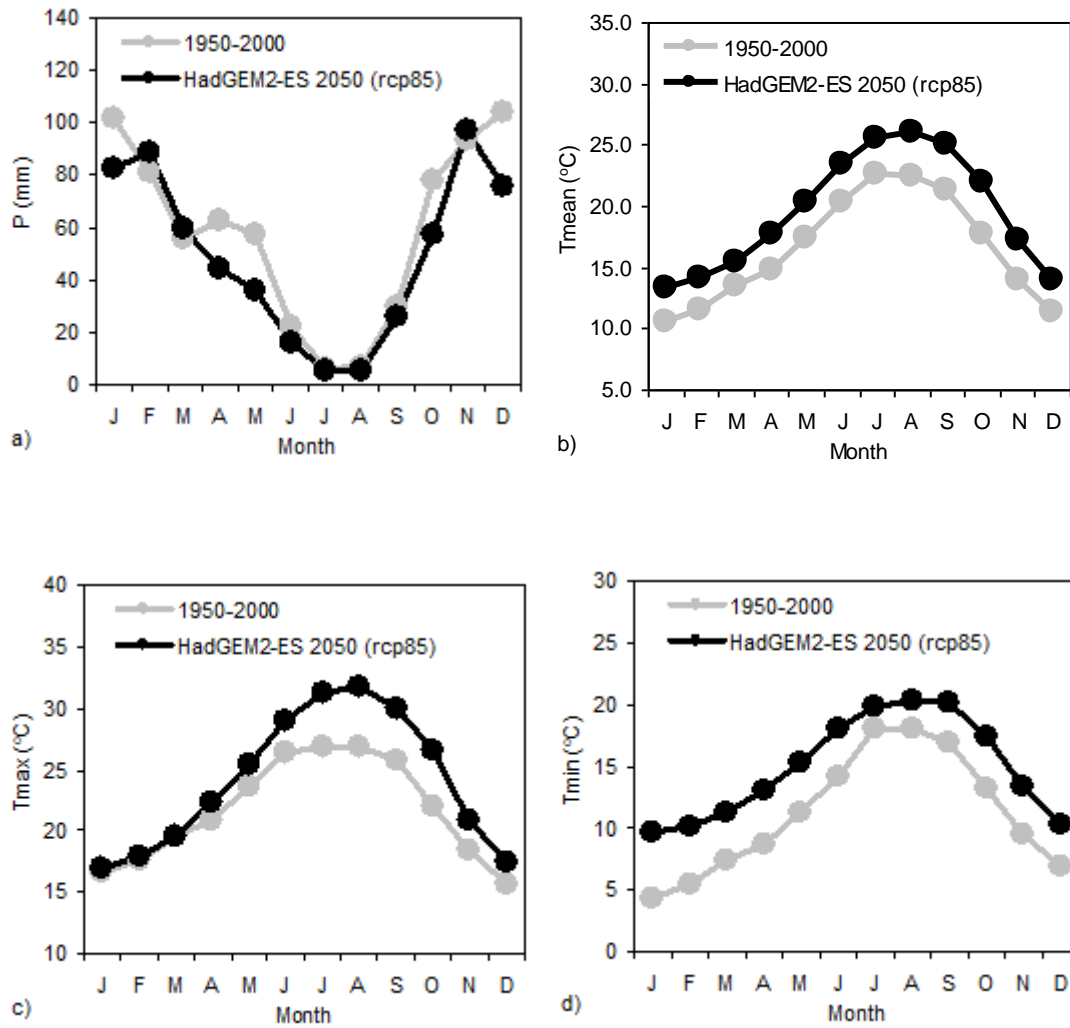 140
120
100
80
60
40
20
0
P (mm)
1950-2000
HadGEM2-ES 2050 (rcp85)
J F M A M J J A S O N D
Month
a)
35.0
30.0
25.0
20.0
15.0
10.0
5.0
Tmean (ºC)
1950-2000
HadGEM2-ES 2050 (rcp85)
J F M A M J J A S O N D
Month
b)
40
35
30
25
20
15
10
Tmax (ºC)
1950-2000
HadGEM2-ES 2050 (rcp85)
J F M A M J J A S O N D
Month
c)
30
25
20
15
10
5
0
Tmin (ºC)
1950-2000
HadGEM2-ES 2050 (rcp85)
J F M A M J J A S O N D
Month
d)